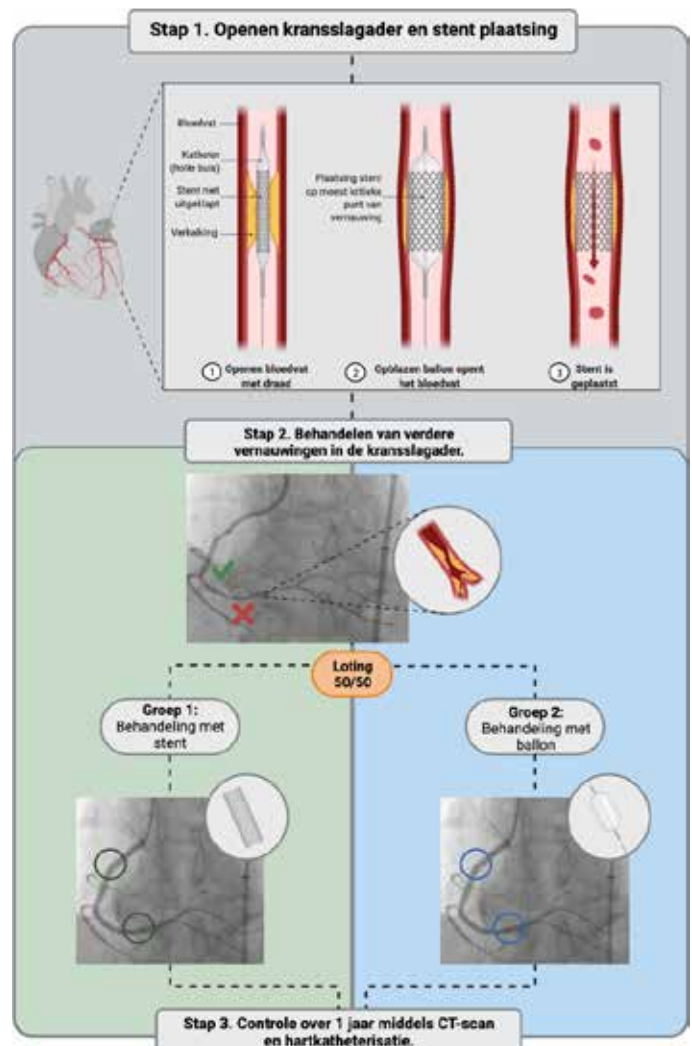 Stap 1. Openen kransslagader en stent plaatsing
Bloedvat
Katheter
(holle buis)
Stent niet
uitgeklapt
Verkalking
Plaatsing stent
op meest kritieke
punt van
vernauwing
1 Openen bloedvat
met draad
2 Opblazen ballon opent
het bloedvat
3 Stent is
geplaatst
Stap 2. Behandelen van verdere
vernauwingen in de kransslagader.
Loting
50/50
Groep 1:
Behandeling met
stent
Groep 2:
Behandeling met
ballon
Stap 3. Controle over 1 jaar middels CT-scan
en hartkatheterisatie.